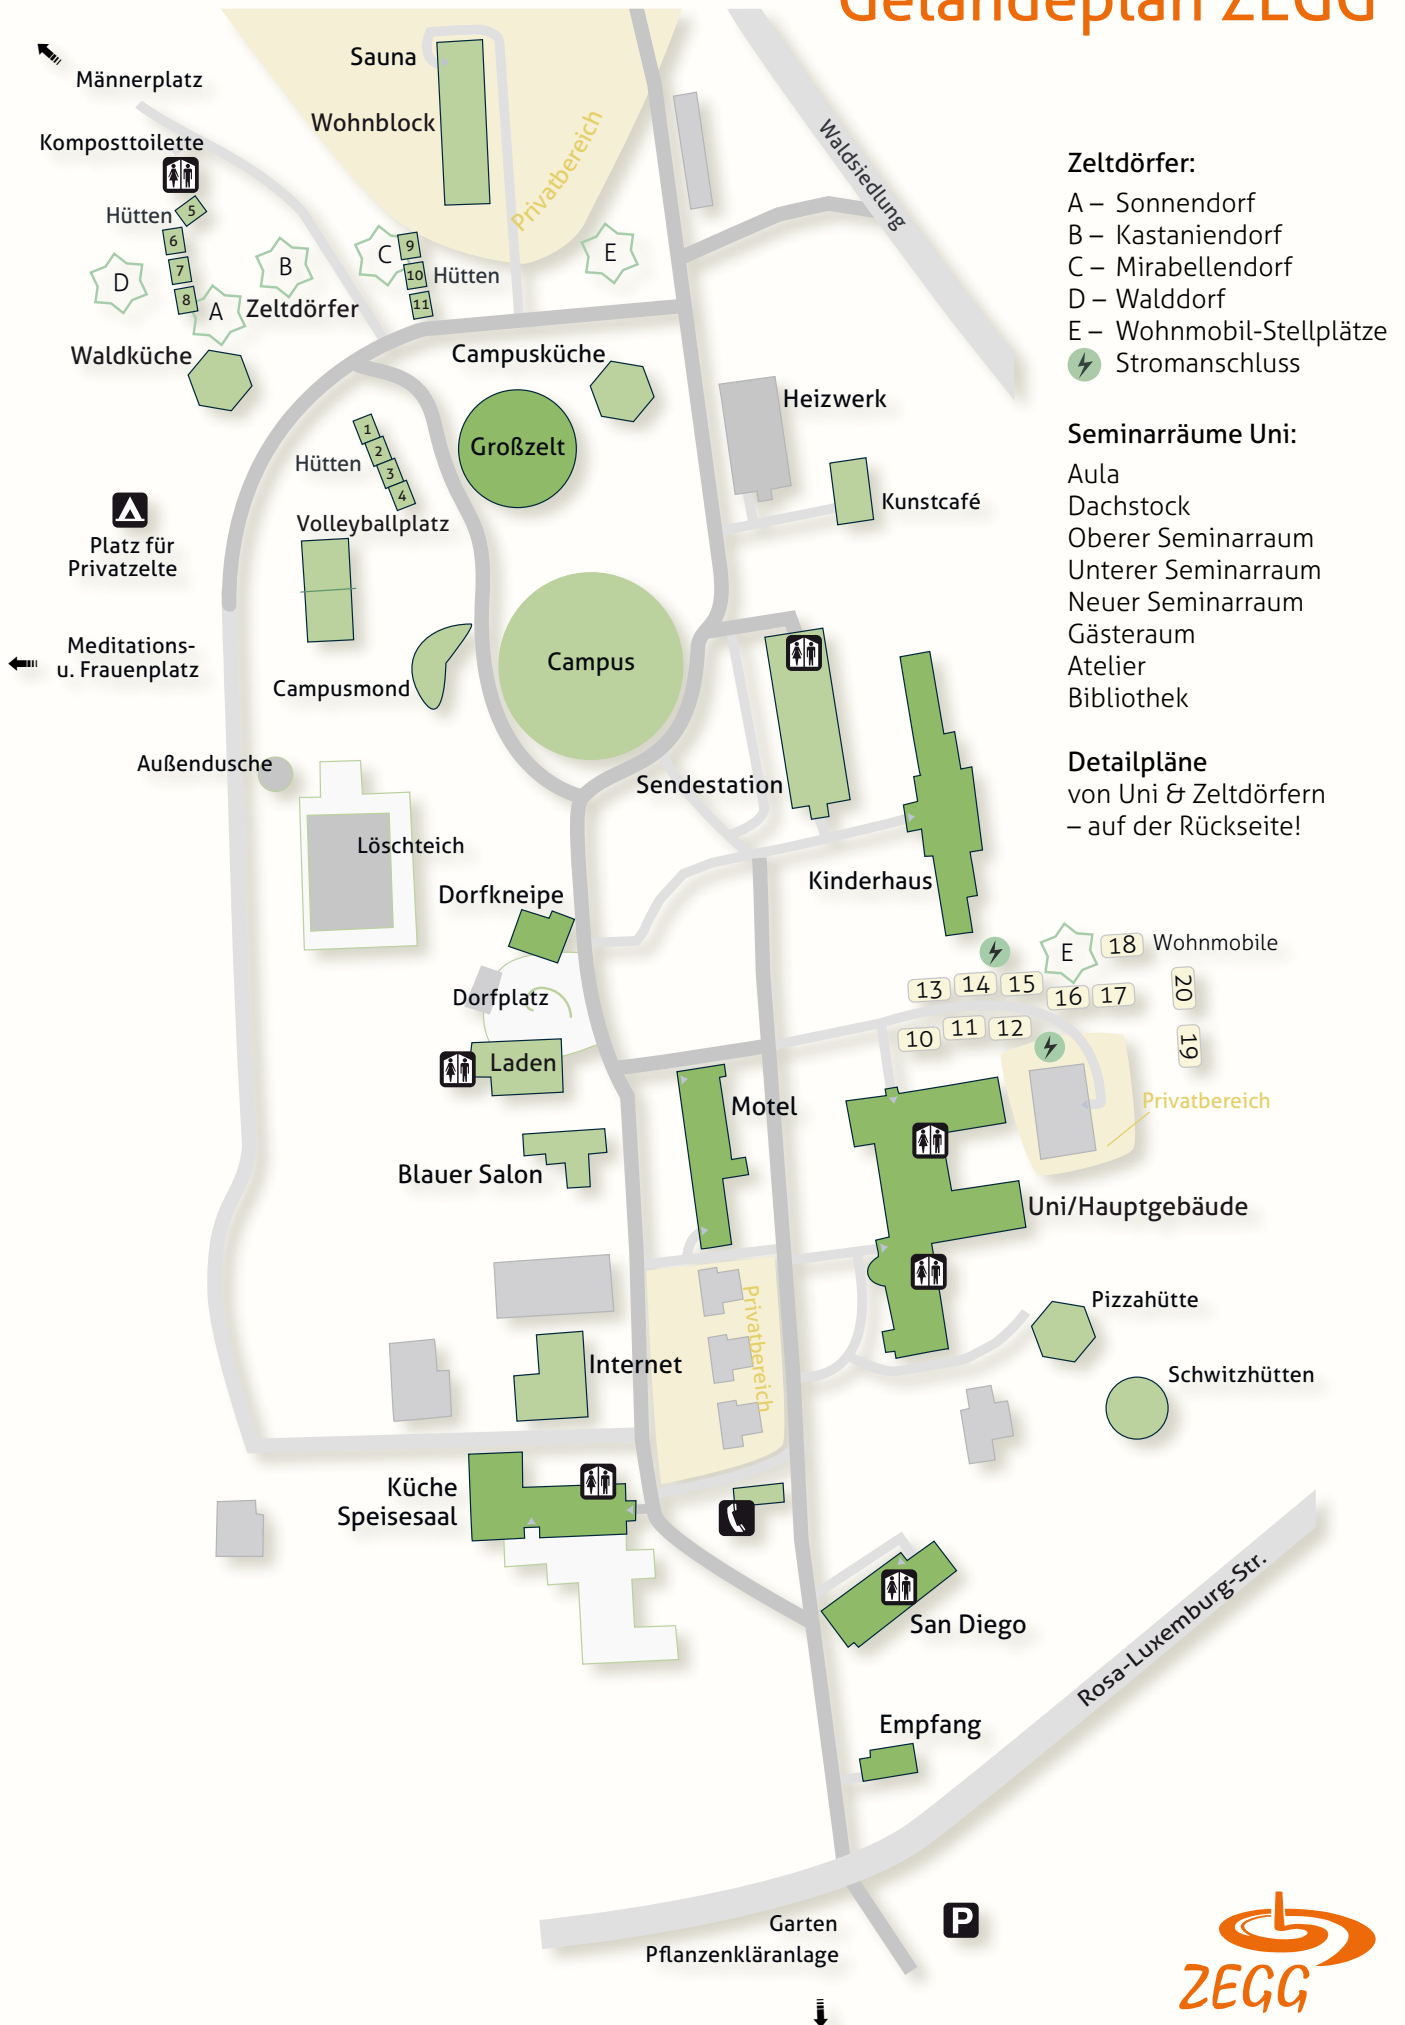 Geländeplan ZEGG
Sauna
Männerplatz
Wohnblock
Komposttoilette
Privatbereich
Waldsiedlung
Hütten
5
6
7
8
9
10
11
Hütten
A
B
C
D
E
Zeltdörfer
Waldküche
Campusküche
Zeltdörfer:
A – Sonnendorf
B – Kastaniendorf
C – Mirabellendorf
D – Walddorf
E – Wohnmobil-Stellplätze
Stromanschluss
Heizwerk
Großzelt
Hütten
1
2
3
4
Kunstcafé
Seminarräume Uni:
Aula
Dachstock
Oberer Seminarraum
Unterer Seminarraum
Neuer Seminarraum
Gästeraum
Atelier
Bibliothek
Volleyballplatz
Platz für
Privatzelte
Meditations-
u. Frauenplatz
Campus
Campusmond
Außendusche
Sendestation
Detailpläne
von Uni & Zeltdörfern
– auf der Rückseite!
Löschteich
Kinderhaus
Dorfkneipe
E
18
Wohnmobile
13
14
15
16
17
20
Dorfplatz
10
11
12
19
Laden
Motel
Privatbereich
Blauer Salon
Uni/Hauptgebäude
Privatbereich
Pizzahütte
Internet
Schwitzhütten
Küche
Speisesaal
San Diego
Rosa-Luxemburg-Str.
Empfang
Garten
P
Pflanzenkläranlage
ZEGG